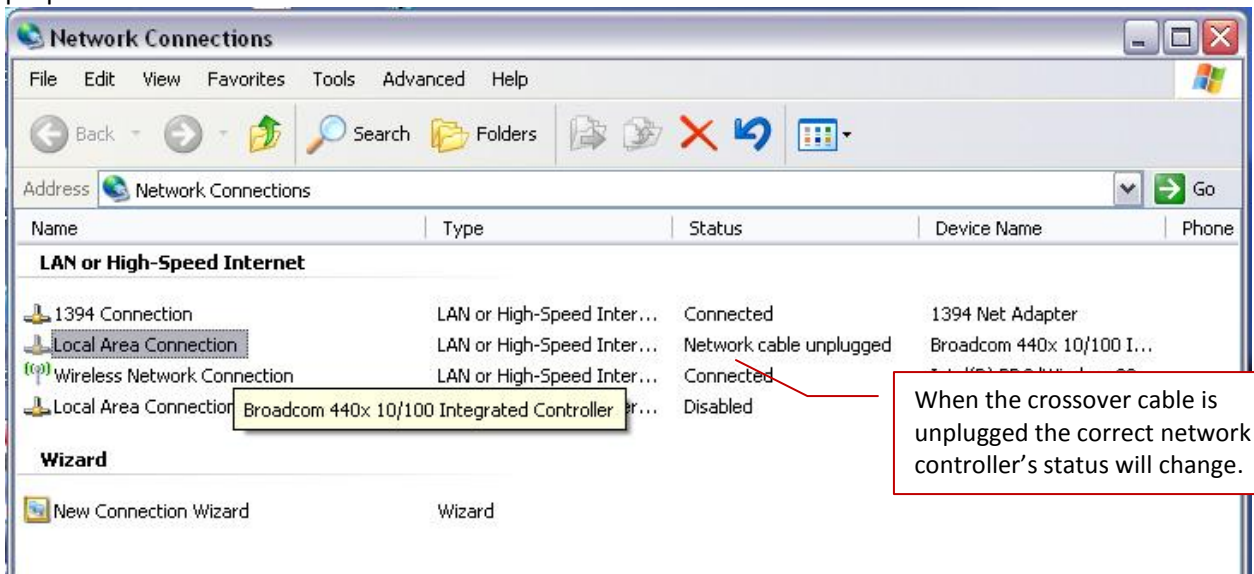 Network Connections
File Edit View Favorites Tools Advanced Help
Back Search Folders
Address Network Connections Go
Name Type Status Device Name Phone
LAN or High-Speed Internet
1394 Connection LAN or High-Speed Inter... Connected 1394 Net Adapter
Local Area Connection LAN or High-Speed Inter... Network cable unplugged Broadcom 440x 10/100 I...
Wireless Network Connection LAN or High-Speed Inter... Connected
Local Area Connection Disabled
Broadcom 440x 10/100 Integrated Controller
When the crossover cable is
unplugged the correct network
controller's status will change.
Wizard
New Connection Wizard Wizard